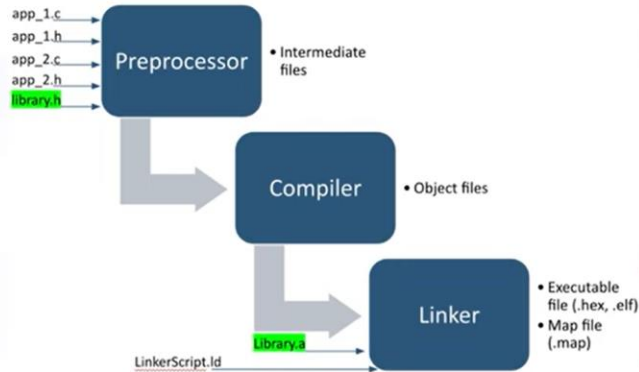 app_1.c
app_1.h
app_2.c
app_2.h
library.h
Preprocessor
• Intermediate
files
Compiler
• Object files
Linker
• Executable
file (.hex, .elf)
• Map file
(.map)
Library.a
LinkerScript.ld